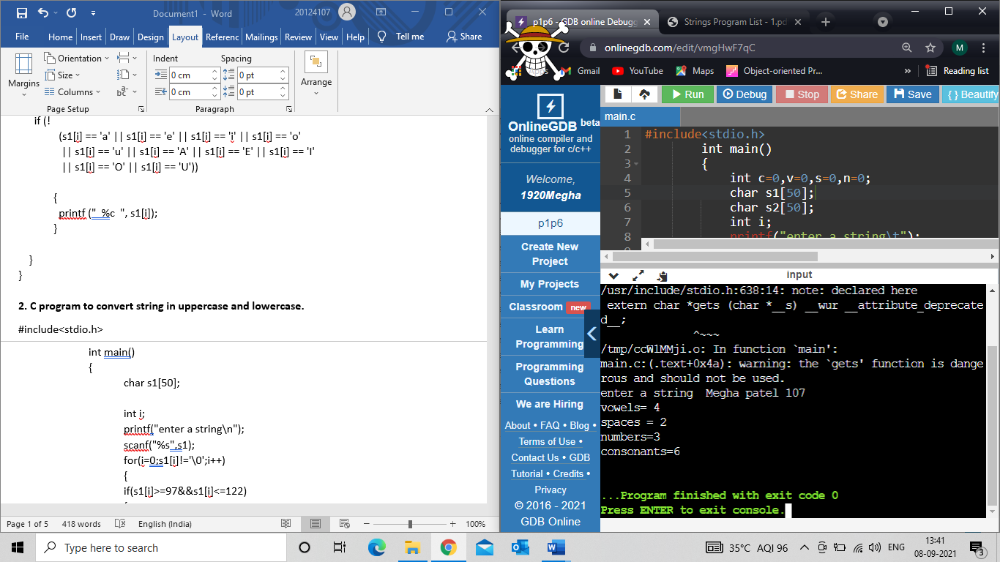 Document1 - Word
20124107
File Home Insert Draw Design Layout Referenc Mailings Review View Help Tell me Share
Margins
Orientation
Size
Columns
Page Setup
Indent
Spacing
0 cm
0 pt
0 cm
0 pt
Paragraph
Arrange
if (!
(s1[i] == 'a' || s1[i] == 'e' || s1[i] == 'i' || s1[i] == 'o'
|| s1[i] == 'u' || s1[i] == 'A' || s1[i] == 'E' || s1[i] == 'I'
|| s1[i] == 'O' || s1[i] == 'U'))
{
printf ("  %c  ", s1[i]);
}
}
}
2. C program to convert string in uppercase and lowercase.
#include<stdio.h>
int main()
{
char s1[50];
int i;
printf("enter a string\n");
scanf("%s",s1);
for(i=0;s1[i]!='\0';i++)
{
if(s1[i]>=97&&s1[i]<=122)
Page 1 of 5 418 words English (India) 100%
p1p6 - GDB online Debugg
Strings Program List - 1.pd
onlinegdb.com/edit/vmgHwF7qC
M
Apps Gmail YouTube Maps Object-oriented Pr... » Reading list
OnlineGDB beta
online compiler and
debugger for c/c++
Welcome,
1920Megha
p1p6
Create New
Project
My Projects
Classroom new
Learn
Programming
Programming
Questions
We are Hiring
About • FAQ • Blog •
Terms of Use •
Contact Us • GDB
Tutorial • Credits •
Privacy
© 2016 - 2021
GDB Online
Run Debug Stop Share Save { } Beautify
main.c
1 #include<stdio.h>
2 int main()
3 {
4 int c=0,v=0,s=0,n=0;
5 char s1[50];
6 char s2[50];
7 int i;
8 printf("enter a string\t");
input
/usr/include/stdio.h:638:14: note: declared here
extern char *gets (char *__s) __wur __attribute_deprecate
d__;
^~~~
/tmp/ccWlMMji.o: In function `main':
main.c:(.text+0x4a): warning: the `gets' function is dange
rous and should not be used.
enter a string  Megha patel 107
vowels= 4
spaces = 2
numbers=3
consonants=6
...Program finished with exit code 0
Press ENTER to exit console.
Type here to search
35°C AQI 96
ENG
13:41
08-09-2021
3